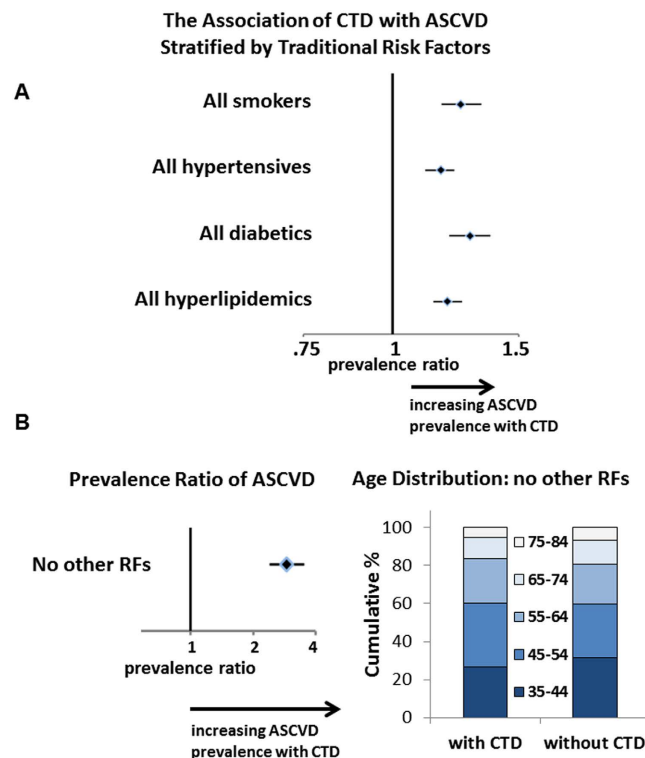 The Association of CTD with ASCVD
Stratified by Traditional Risk Factors
A
All smokers
All hypertensives
All diabetics
All hyperlipidemics
.75 1 1.5
prevalence ratio
increasing ASCVD
prevalence with CTD
B
Prevalence Ratio of ASCVD
No other RFs
1 2 4
prevalence ratio
increasing ASCVD
prevalence with CTD
Age Distribution: no other RFs
Cumulative %
100
80
60
40
20
0
75-84
65-74
55-64
45-54
35-44
with CTD without CTD